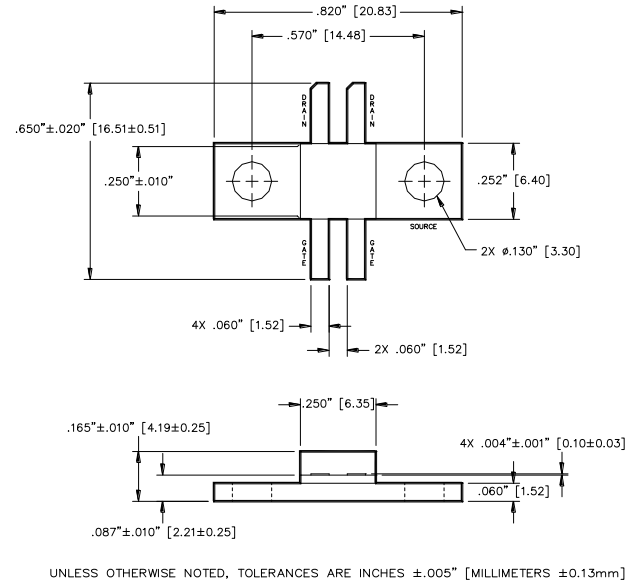 .820" [20.83]
.570" [14.48]
DRAIN
DRAIN
.650"±.020" [16.51±0.51]
.250"±.010"
.252" [6.40]
SOURCE
GATE
GATE
2X ø.130" [3.30]
4X .060" [1.52]
2X .060" [1.52]
.250" [6.35]
.165"±.010" [4.19±0.25]
4X .004"±.001" [0.10±0.03]
.060" [1.52]
.087"±.010" [2.21±0.25]
UNLESS OTHERWISE NOTED, TOLERANCES ARE INCHES ±.005" [MILLIMETERS ±0.13mm]